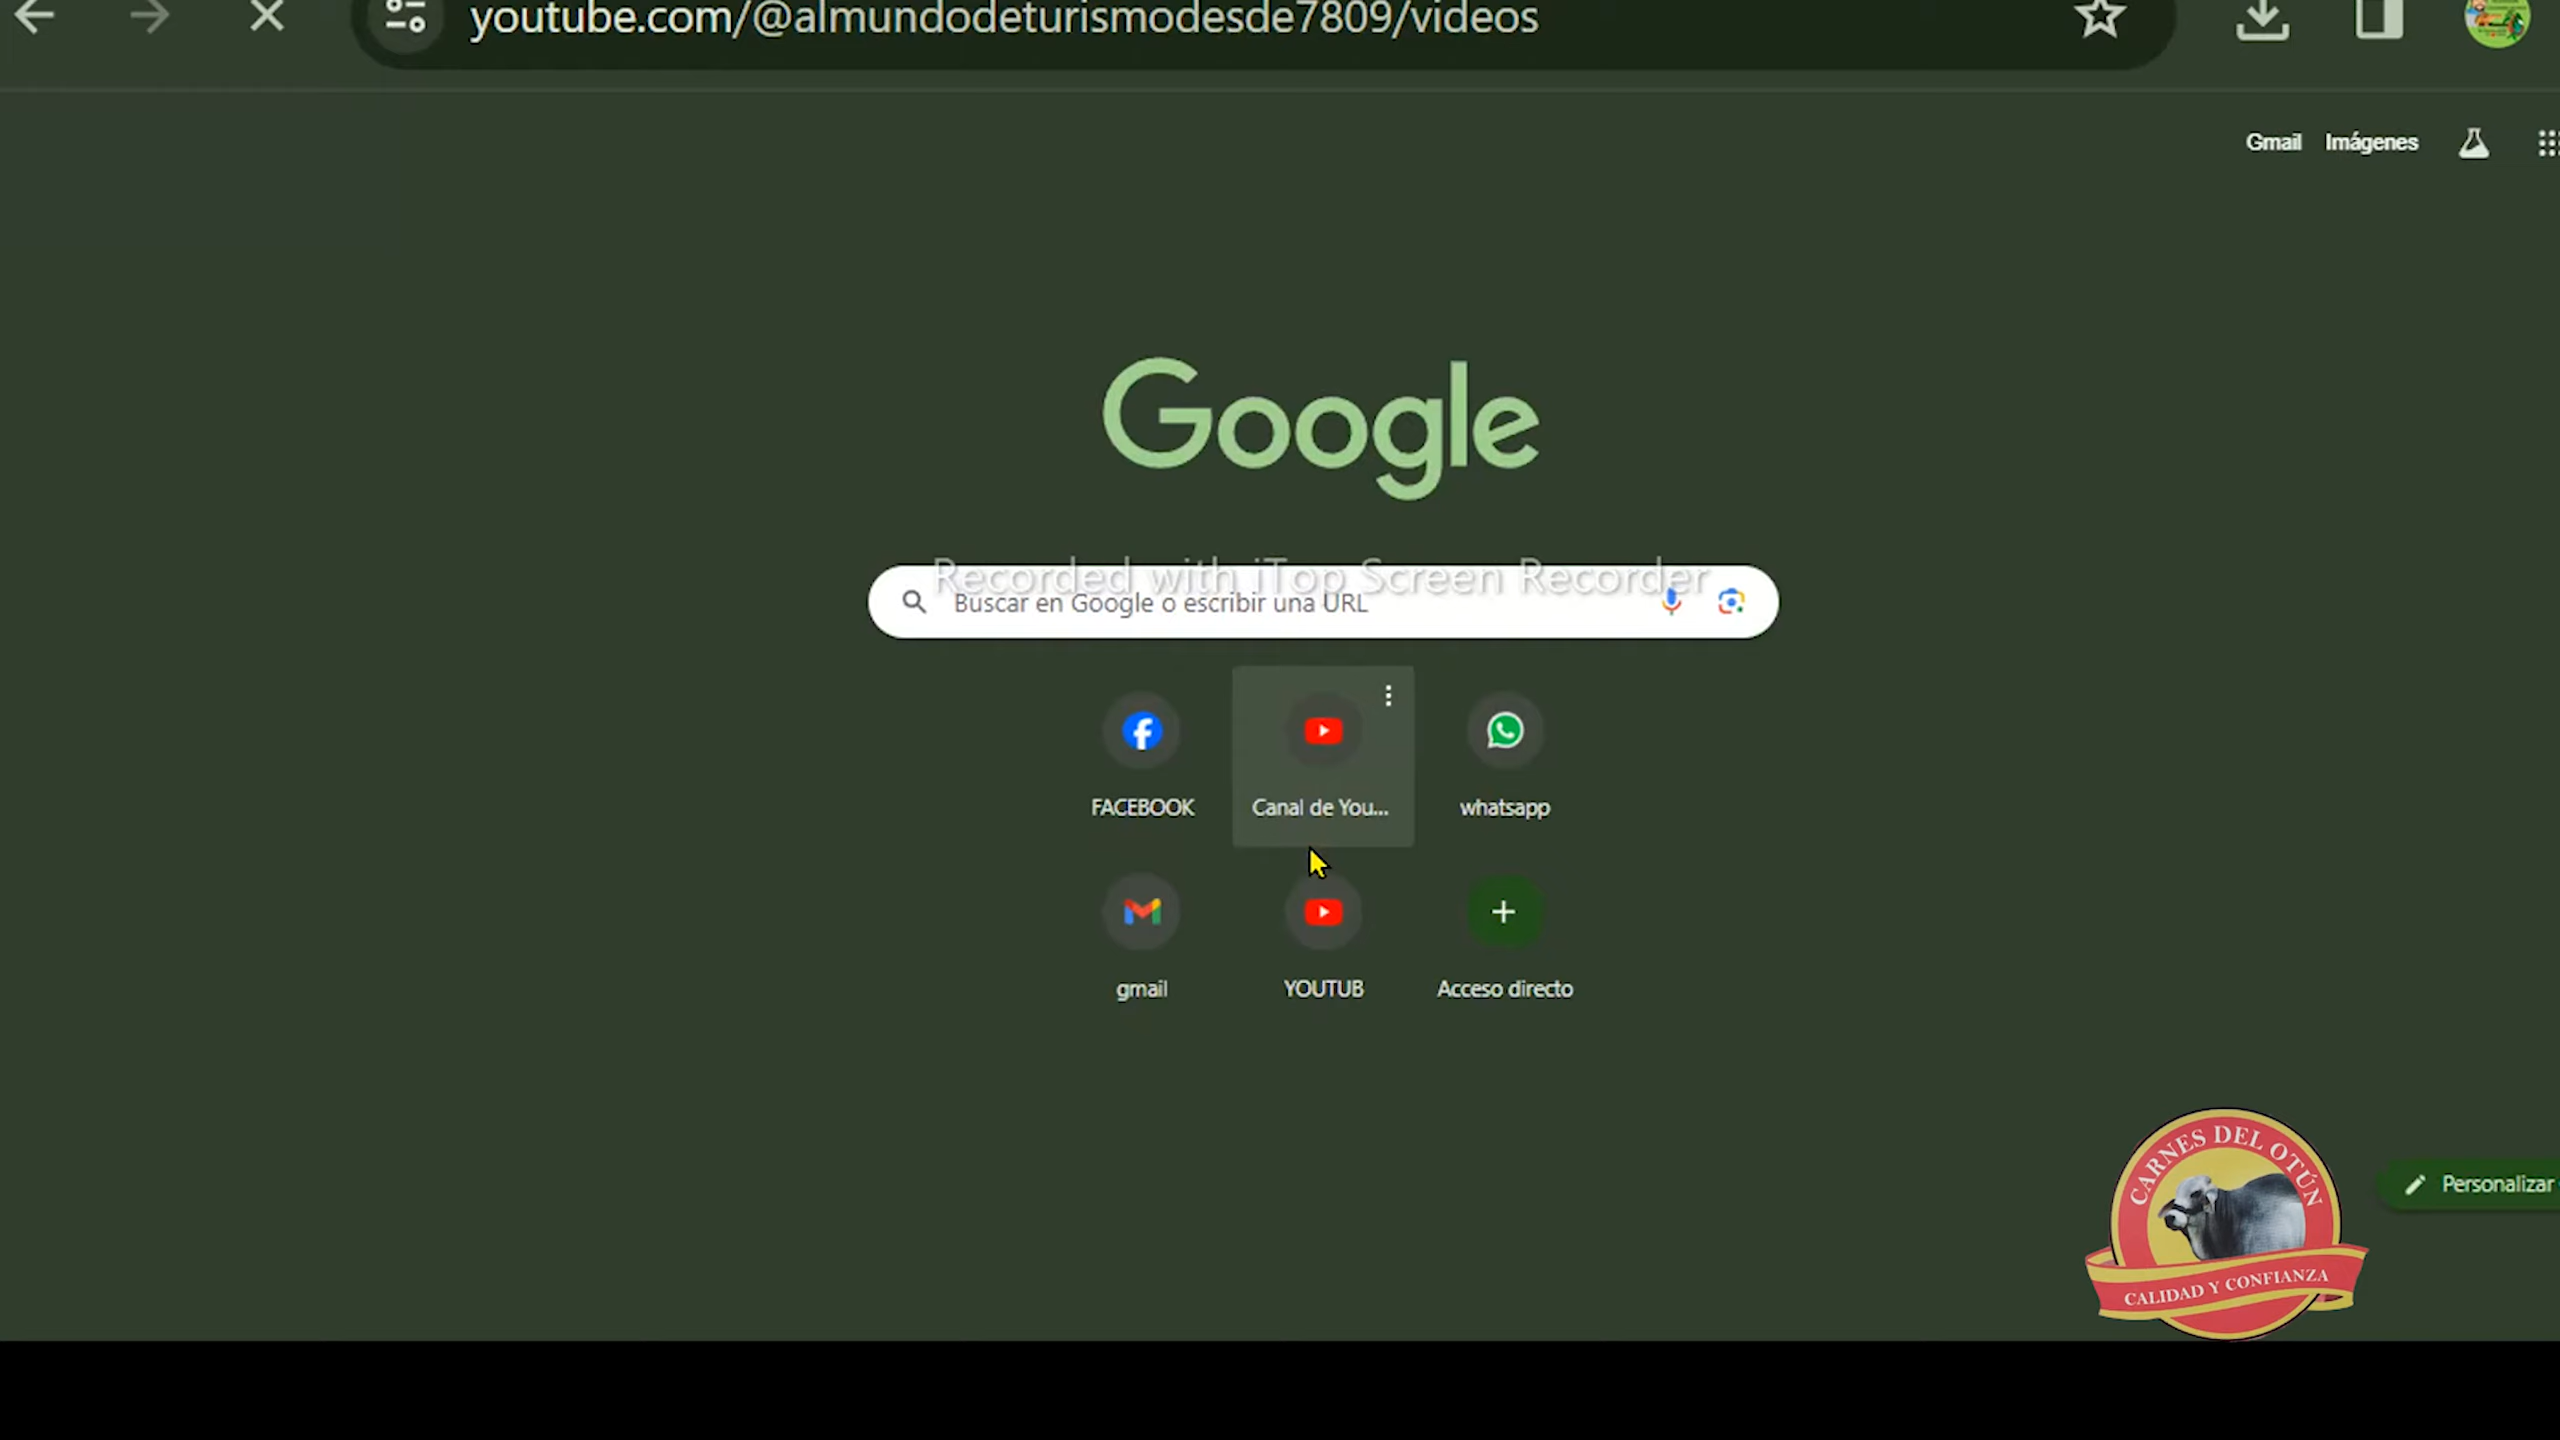 youtube.com/@almundodeturismodesde7809/videos
Gmail Imágenes
Google
Recorded with iTop Screen Recorder
Buscar en Google o escribir una URL
FACEBOOK
Canal de You...
whatsapp
gmail
YOUTUB
Acceso directo
CARNES DEL OTÚN
CALIDAD Y CONFIANZA
Personalizar